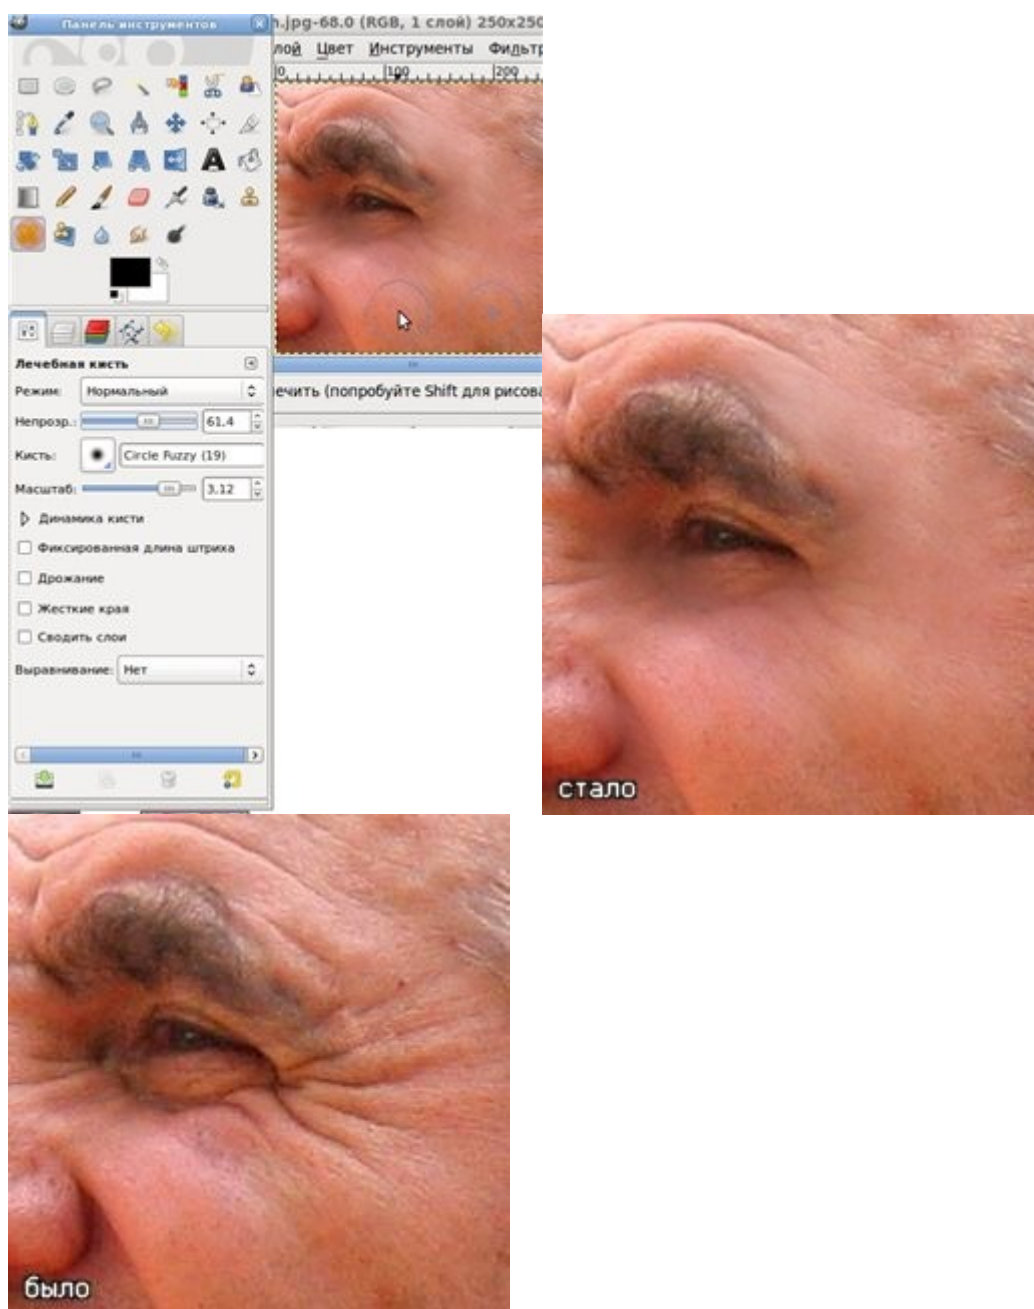 Панель инструментов
n.jpg-68.0 (RGB, 1 слой) 250x250
лой Цвет Инструменты Фильтр
0 100 200
ечить (попробуйте Shift для рисова
Лечебная кисть
Режим: Нормальный
Непрозр.: 61,4
Кисть: Circle Fuzzy (19)
Масштаб: 3,12
Динамика кисти
Фиксированная длина штриха
Дрожание
Жесткие края
Сводить слои
Выравнивание: Нет
стало
было